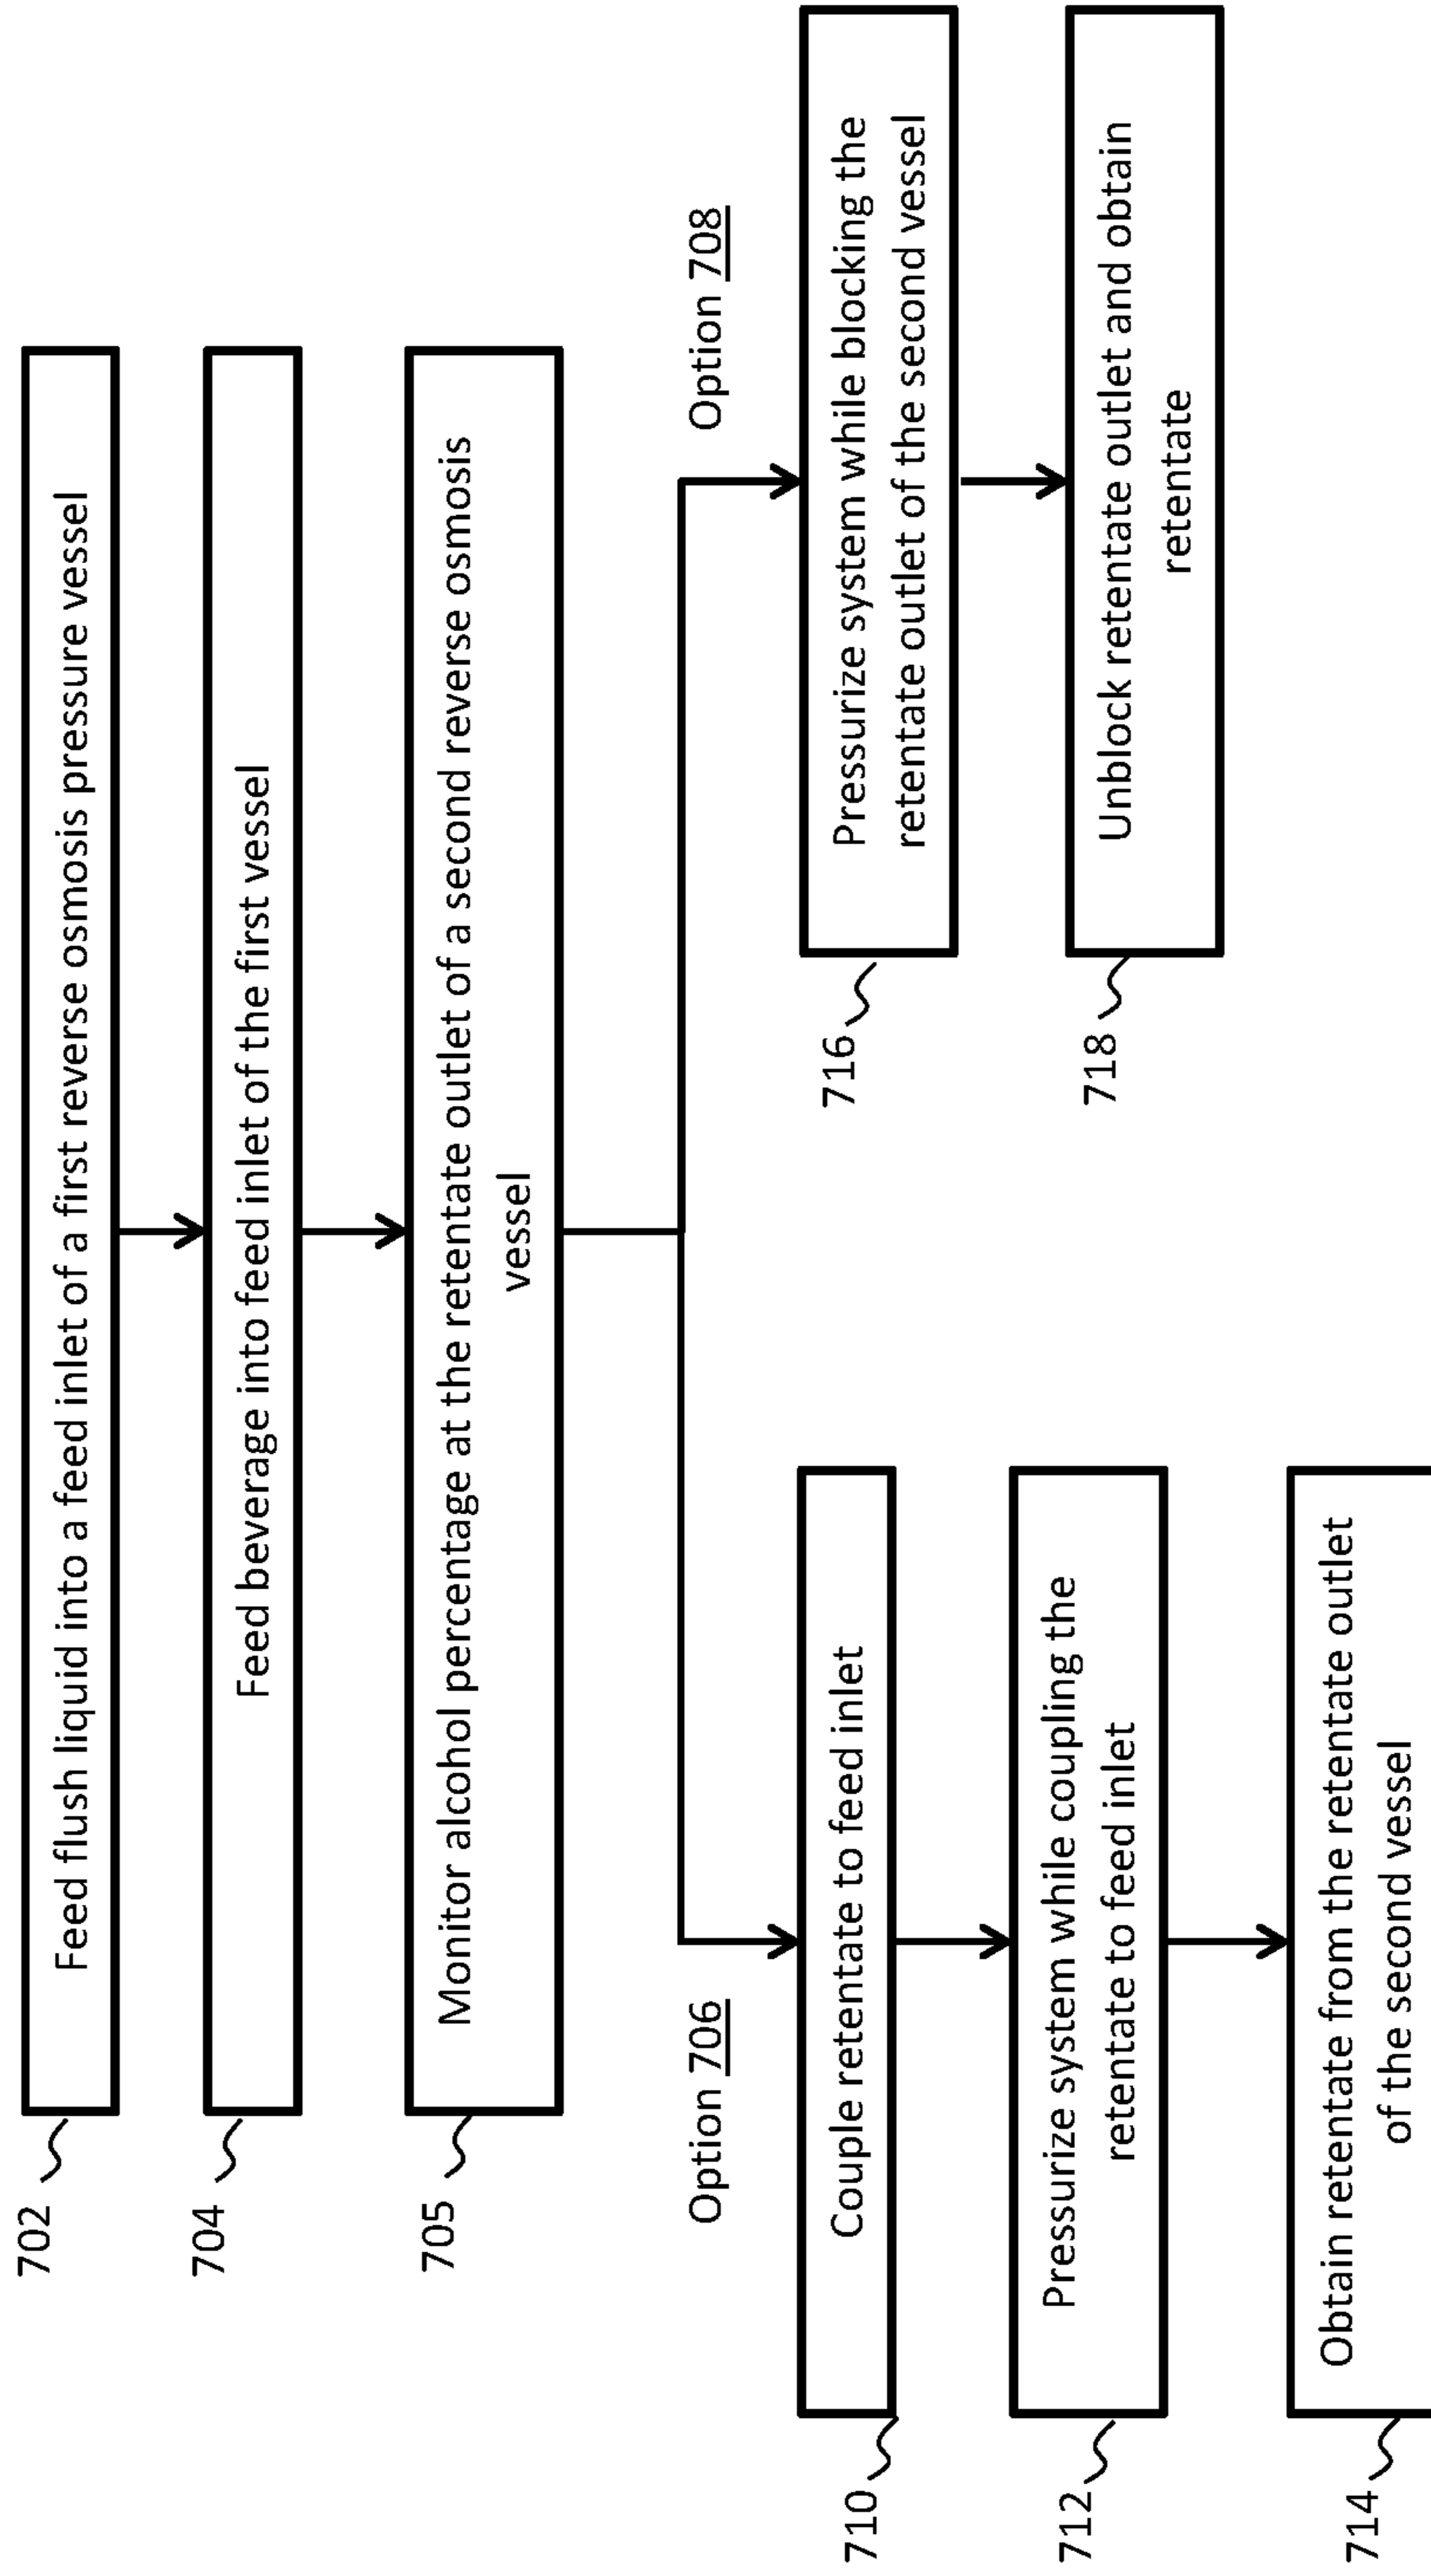 702
Feed flush liquid into a feed inlet of a first reverse osmosis pressure vessel
704
Feed beverage into feed inlet of the first vessel
705
Monitor alcohol percentage at the retentate outlet of a second reverse osmosis
vessel
Option 706
710
Couple retentate to feed inlet
712
Pressurize system while coupling the
retentate to feed inlet
714
Obtain retentate from the retentate outlet
of the second vessel
Option 708
716
Pressurize system while blocking the
retentate outlet of the second vessel
718
Unblock retentate outlet and obtain
retentate